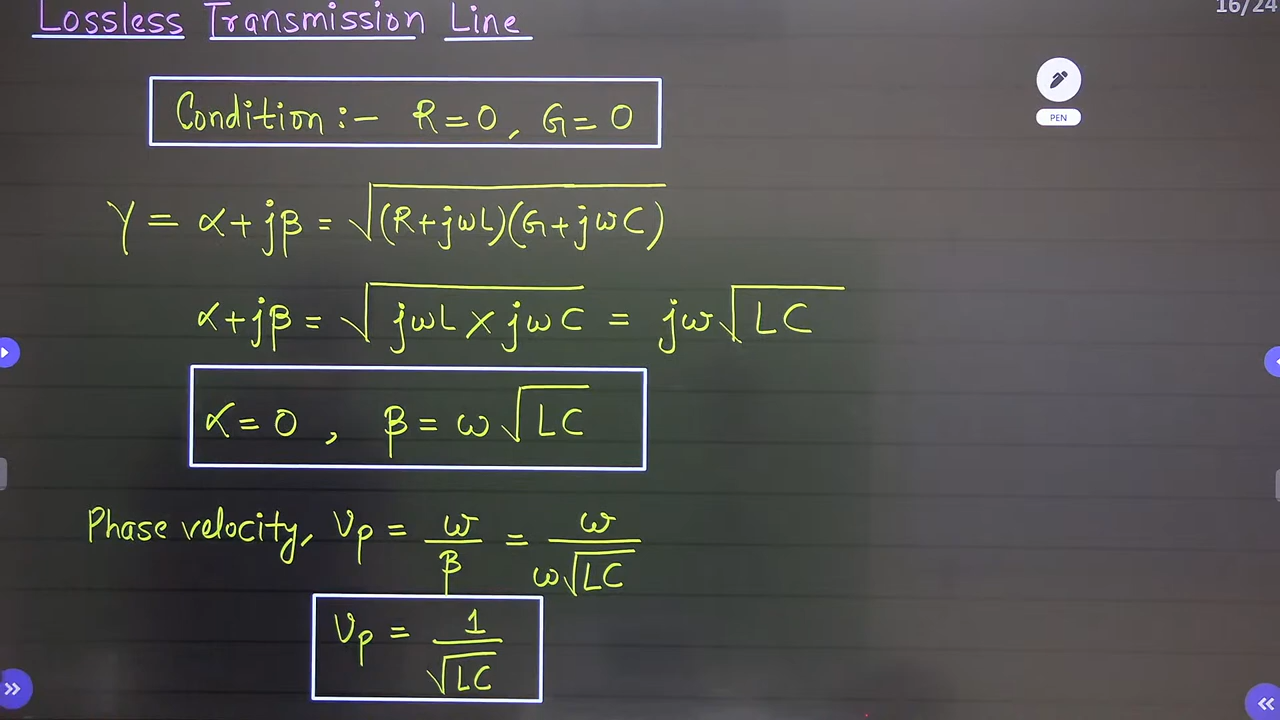 Lossless Transmission Line
16/24
Condition :- R=0, G=0
PEN
γ = α+jβ = √(R+jωL)(G+jωC)
α+jβ = √jωL × jωC = jω√LC
α=0 , β=ω√LC
Phase velocity, Vp = ω/β = ω/ω√LC
Vp = 1/√LC